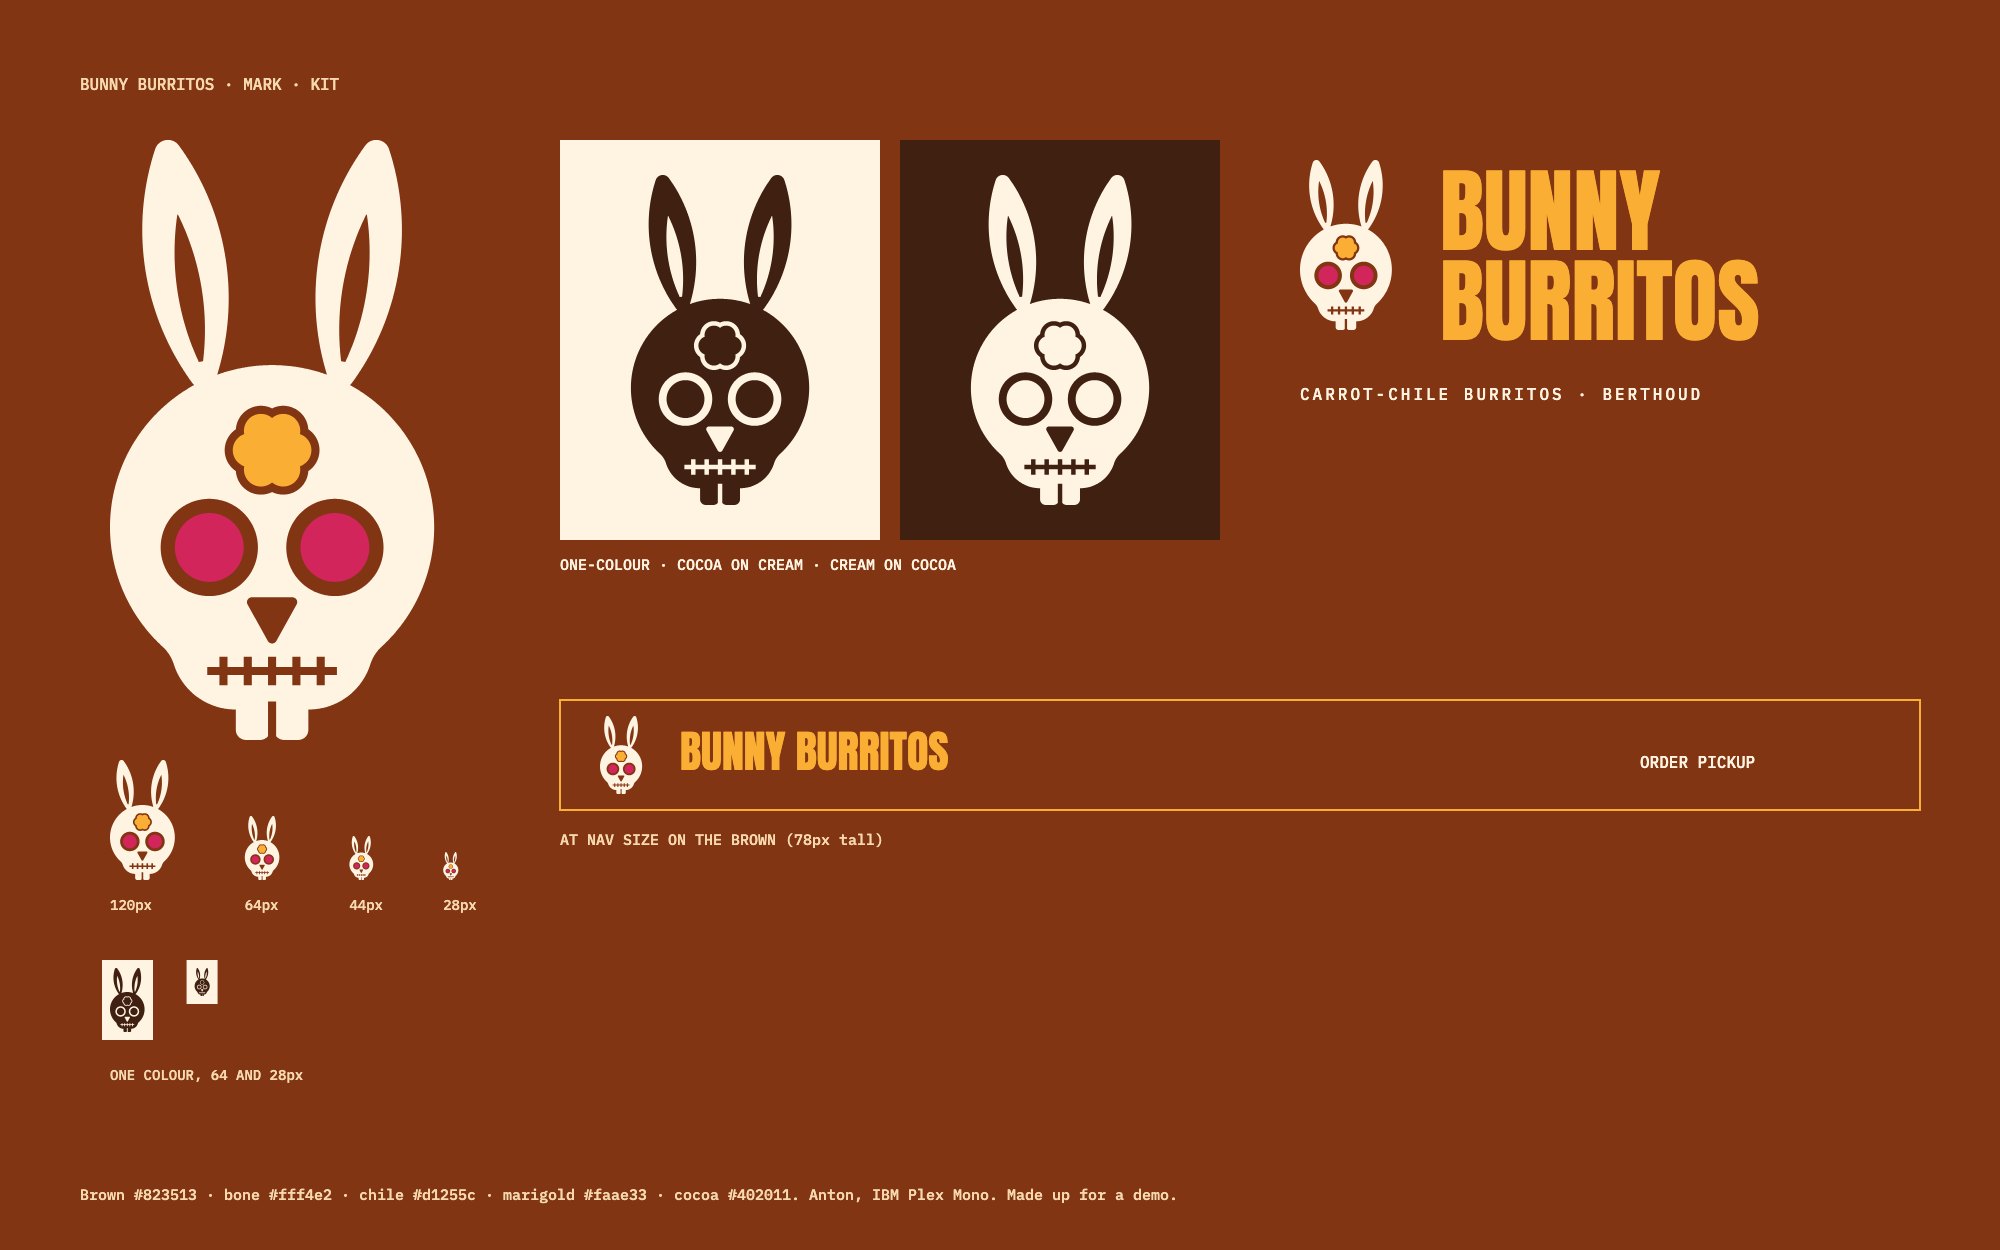 BUNNY BURRITOS · MARK · KIT
BUNNY
BURRITOS
CARROT-CHILE BURRITOS · BERTHOUD
ONE-COLOUR · COCOA ON CREAM · CREAM ON COCOA
BUNNY BURRITOS
ORDER PICKUP
AT NAV SIZE ON THE BROWN (78px tall)
120px
64px
44px
28px
ONE COLOUR, 64 AND 28px
Brown #823513 · bone #fff4e2 · chile #d1255c · marigold #faae33 · cocoa #402011. Anton, IBM Plex Mono. Made up for a demo.